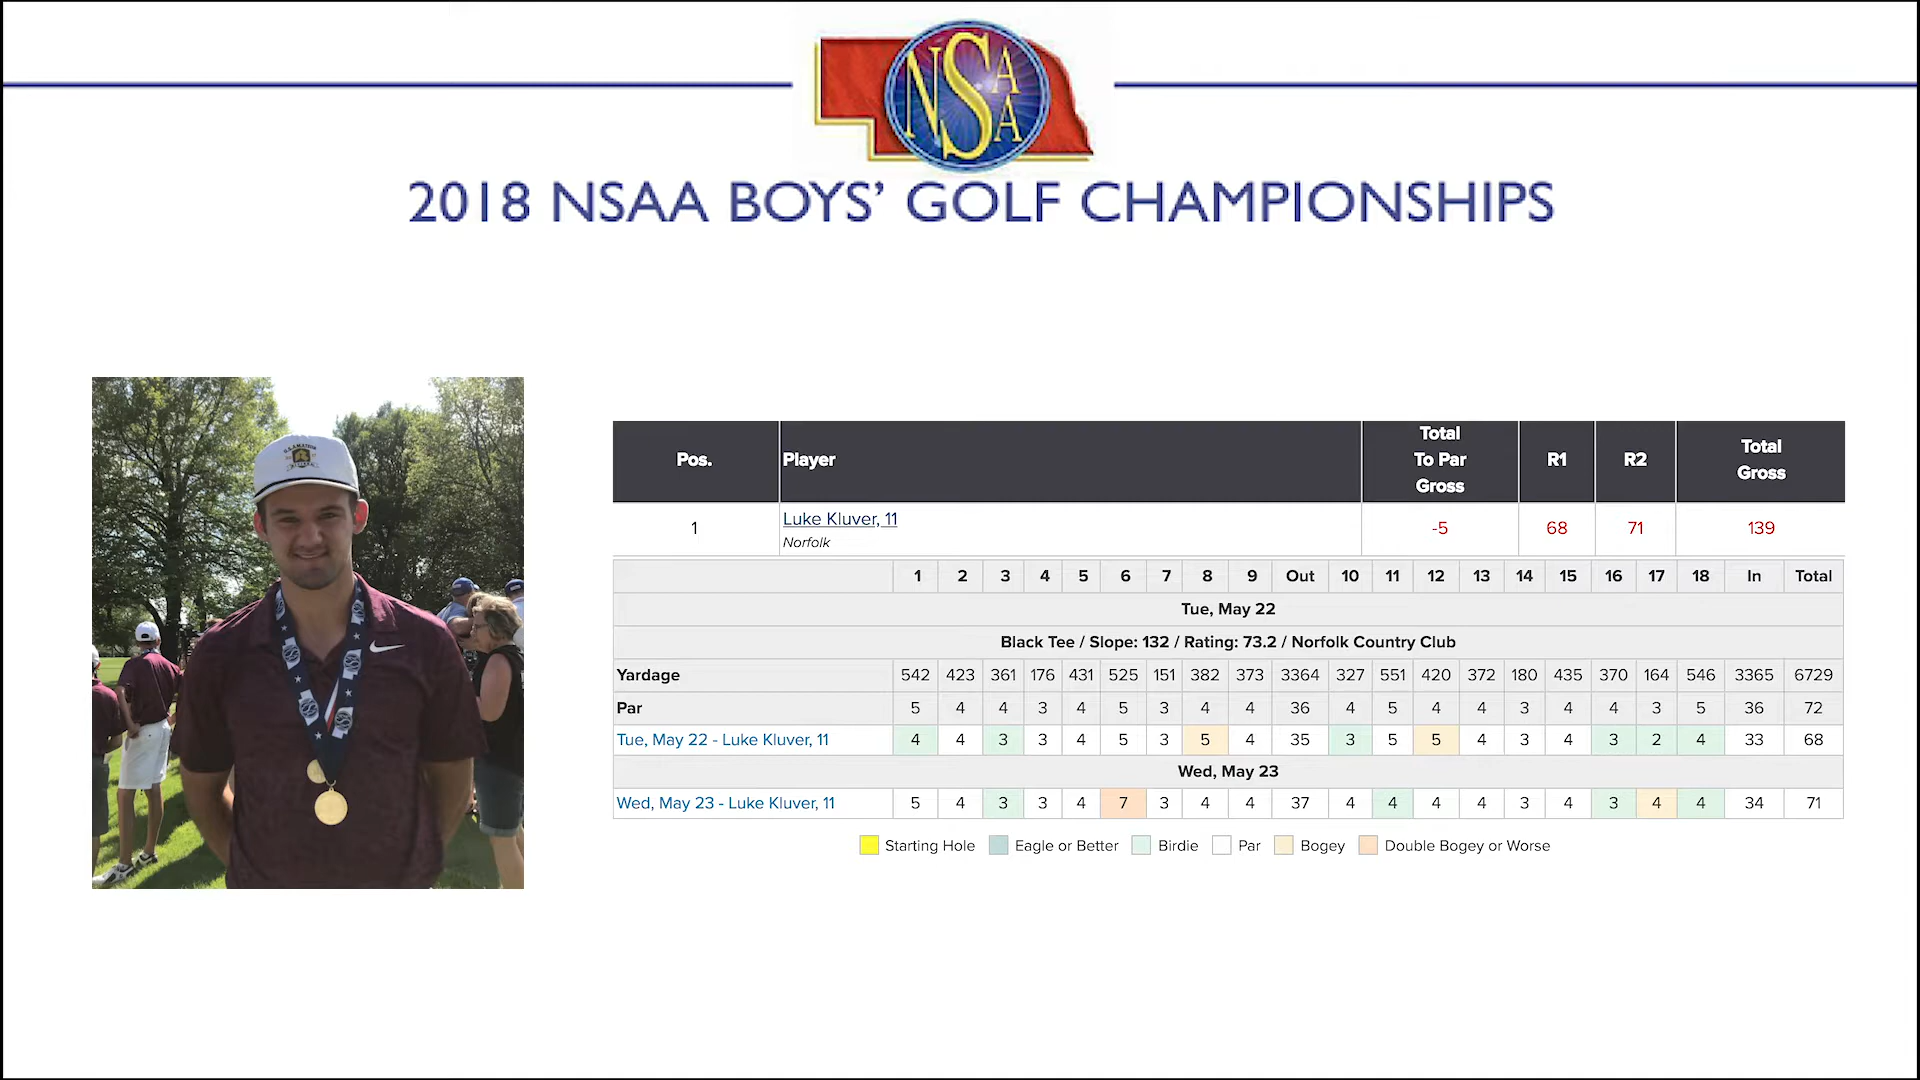 NSAA
2018 NSAA BOYS’ GOLF CHAMPIONSHIPS
Pos. Player Total To Par Gross R1 R2 Total Gross
1 Luke Kluver, 11 -5 68 71 139
Norfolk
1 2 3 4 5 6 7 8 9 Out 10 11 12 13 14 15 16 17 18 In Total
Tue, May 22
Black Tee / Slope: 132 / Rating: 73.2 / Norfolk Country Club
Yardage 542 423 361 176 431 525 151 382 373 3364 327 551 420 372 180 435 370 164 546 3365 6729
Par 5 4 4 3 4 5 3 4 4 36 4 5 4 4 3 4 4 3 5 36 72
Tue, May 22 - Luke Kluver, 11 4 4 3 3 4 5 3 5 4 35 3 5 5 4 3 4 3 2 4 33 68
Wed, May 23
Wed, May 23 - Luke Kluver, 11 5 4 3 3 4 7 3 4 4 37 4 4 4 4 3 4 3 4 4 34 71
Starting Hole Eagle or Better Birdie Par Bogey Double Bogey or Worse